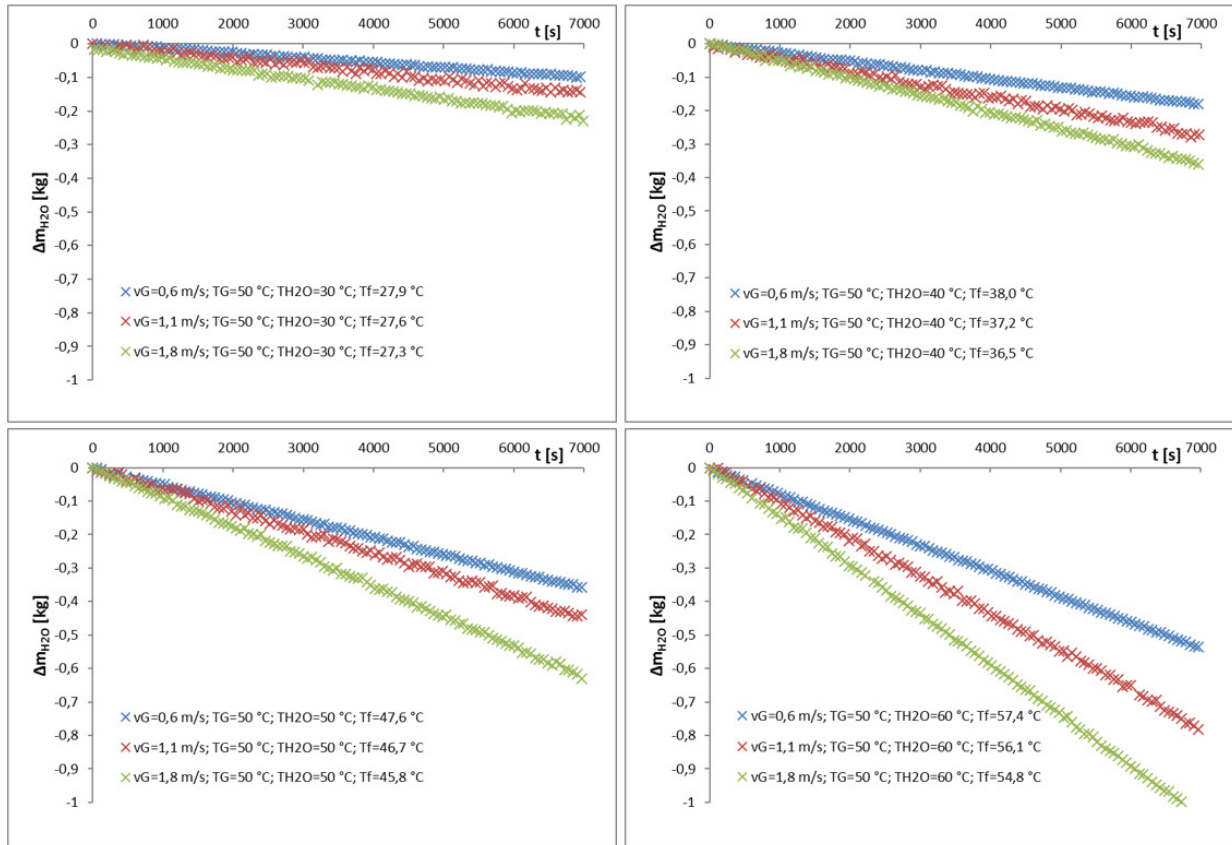 0 1000 2000 3000 4000 5000 6000 7000
t [s]
0
-0,1
-0,2
-0,3
-0,4
-0,5
-0,6
-0,7
-0,8
-0,9
-1
Δm_H2O [kg]
vG=0,6 m/s; TG=50 °C; TH2O=30 °C; Tf=27,9 °C
vG=1,1 m/s; TG=50 °C; TH2O=30 °C; Tf=27,6 °C
vG=1,8 m/s; TG=50 °C; TH2O=30 °C; Tf=27,3 °C
0 1000 2000 3000 4000 5000 6000 7000
t [s]
0
-0,1
-0,2
-0,3
-0,4
-0,5
-0,6
-0,7
-0,8
-0,9
-1
Δm_H2O [kg]
vG=0,6 m/s; TG=50 °C; TH2O=40 °C; Tf=38,0 °C
vG=1,1 m/s; TG=50 °C; TH2O=40 °C; Tf=37,2 °C
vG=1,8 m/s; TG=50 °C; TH2O=40 °C; Tf=36,5 °C
0 1000 2000 3000 4000 5000 6000 7000
t [s]
0
-0,1
-0,2
-0,3
-0,4
-0,5
-0,6
-0,7
-0,8
-0,9
-1
Δm_H2O [kg]
vG=0,6 m/s; TG=50 °C; TH2O=50 °C; Tf=47,6 °C
vG=1,1 m/s; TG=50 °C; TH2O=50 °C; Tf=46,7 °C
vG=1,8 m/s; TG=50 °C; TH2O=50 °C; Tf=45,8 °C
0 1000 2000 3000 4000 5000 6000 7000
t [s]
0
-0,1
-0,2
-0,3
-0,4
-0,5
-0,6
-0,7
-0,8
-0,9
-1
Δm_H2O [kg]
vG=0,6 m/s; TG=50 °C; TH2O=60 °C; Tf=57,4 °C
vG=1,1 m/s; TG=50 °C; TH2O=60 °C; Tf=56,1 °C
vG=1,8 m/s; TG=50 °C; TH2O=60 °C; Tf=54,8 °C